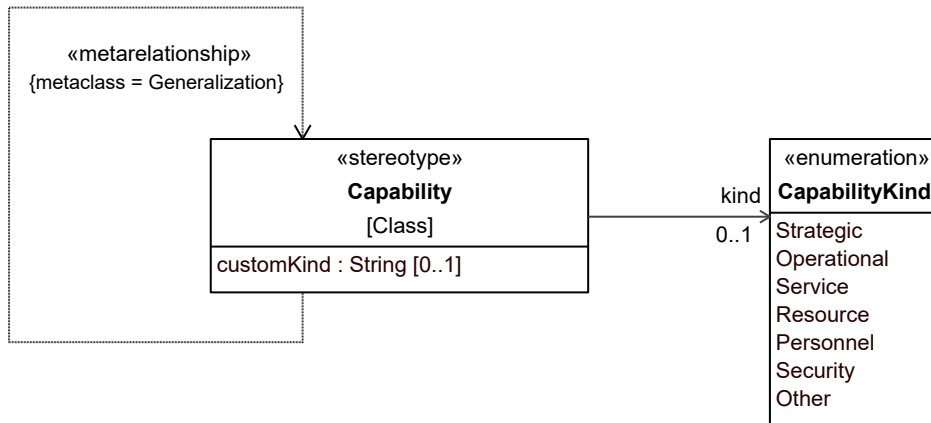 «metarelationship»
{metaclass = Generalization}
«stereotype»
Capability
[Class]
customKind : String [0..1]
kind
0..1
«enumeration»
CapabilityKind
Strategic
Operational
Service
Resource
Personnel
Security
Other